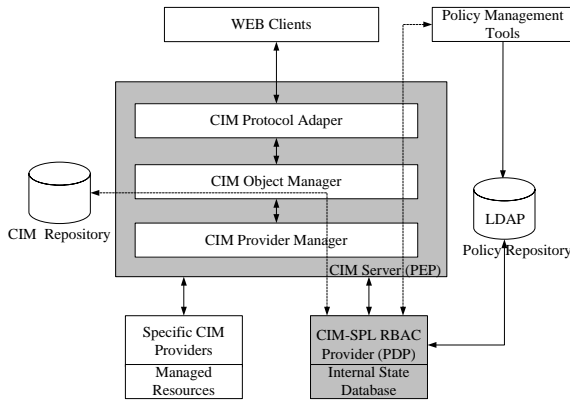 WEB Clients
Policy Management
Tools
CIM Protocol Adaper
CIM Object Manager
CIM Provider Manager
CIM Server (PEP)
CIM Repository
LDAP
Policy Repository
Specific CIM
Providers
Managed
Resources
CIM-SPL RBAC
Provider (PDP)
Internal State
Database